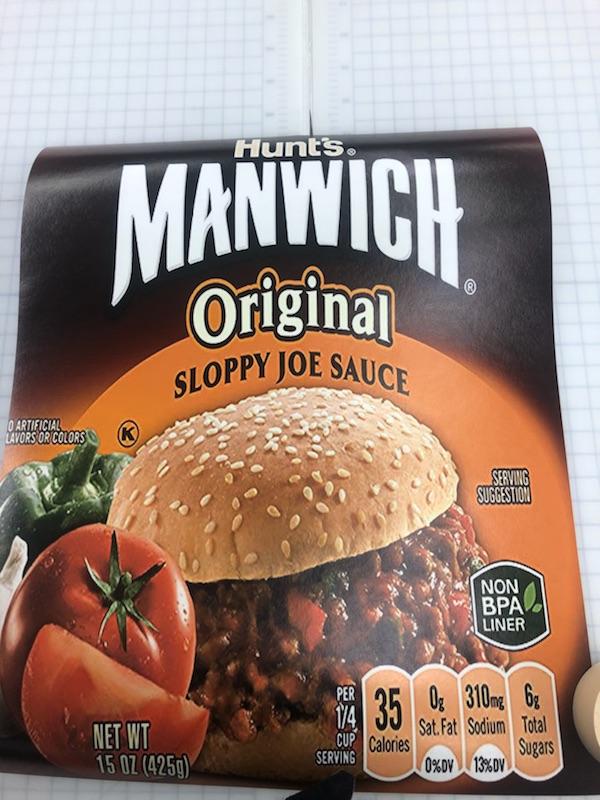 Hunt's®
MANWICH®
Original
SLOPPY JOE SAUCE
O ARTIFICIAL
LAVORS OR COLORS
K
SERVING
SUGGESTION
NON
BPA
LINER
NET WT
15 OZ (425g)
PER
1/4
CUP
SERVING
35
Calories
0g
Sat. Fat
0%DV
310mg
Sodium
13%DV
6g
Total
Sugars